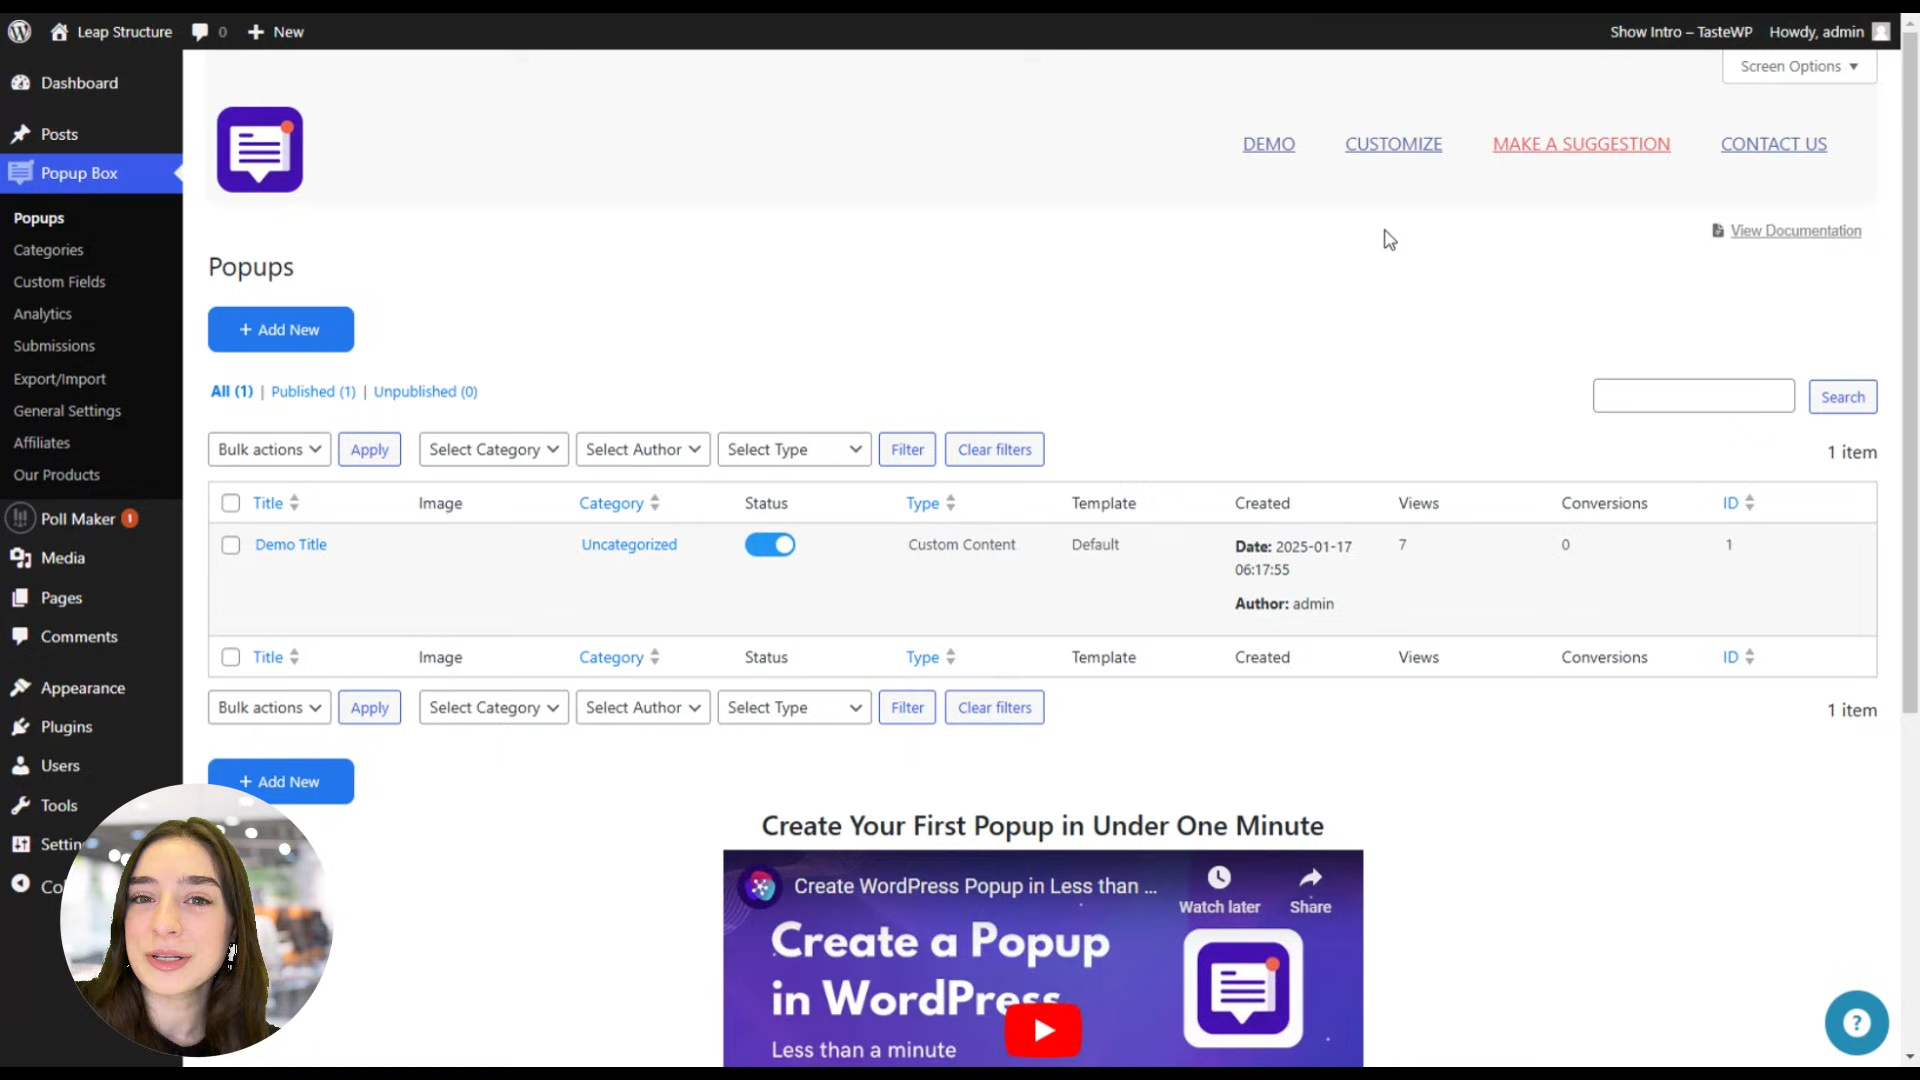 Leap Structure
0
New
Show Intro – TasteWP
Howdy, admin
Screen Options
Dashboard
Posts
Popup Box
Popups
Categories
Custom Fields
Analytics
Submissions
Export/Import
General Settings
Affiliates
Our Products
Poll Maker 1
Media
Pages
Comments
Appearance
Plugins
Users
Tools
Settin
Co
DEMO
CUSTOMIZE
MAKE A SUGGESTION
CONTACT US
View Documentation
Popups
+ Add New
All (1) | Published (1) | Unpublished (0)
Search
Bulk actions Apply Select Category Select Author Select Type Filter Clear filters
1 item
Title Image Category Status Type Template Created Views Conversions ID
Demo Title Uncategorized Custom Content Default Date: 2025-01-17 7 0 1
06:17:55
Author: admin
Title Image Category Status Type Template Created Views Conversions ID
Bulk actions Apply Select Category Select Author Select Type Filter Clear filters
1 item
+ Add New
Create Your First Popup in Under One Minute
Create WordPress Popup in Less than ...
Watch later
Share
Create a Popup
in WordPress
Less than a minute
?